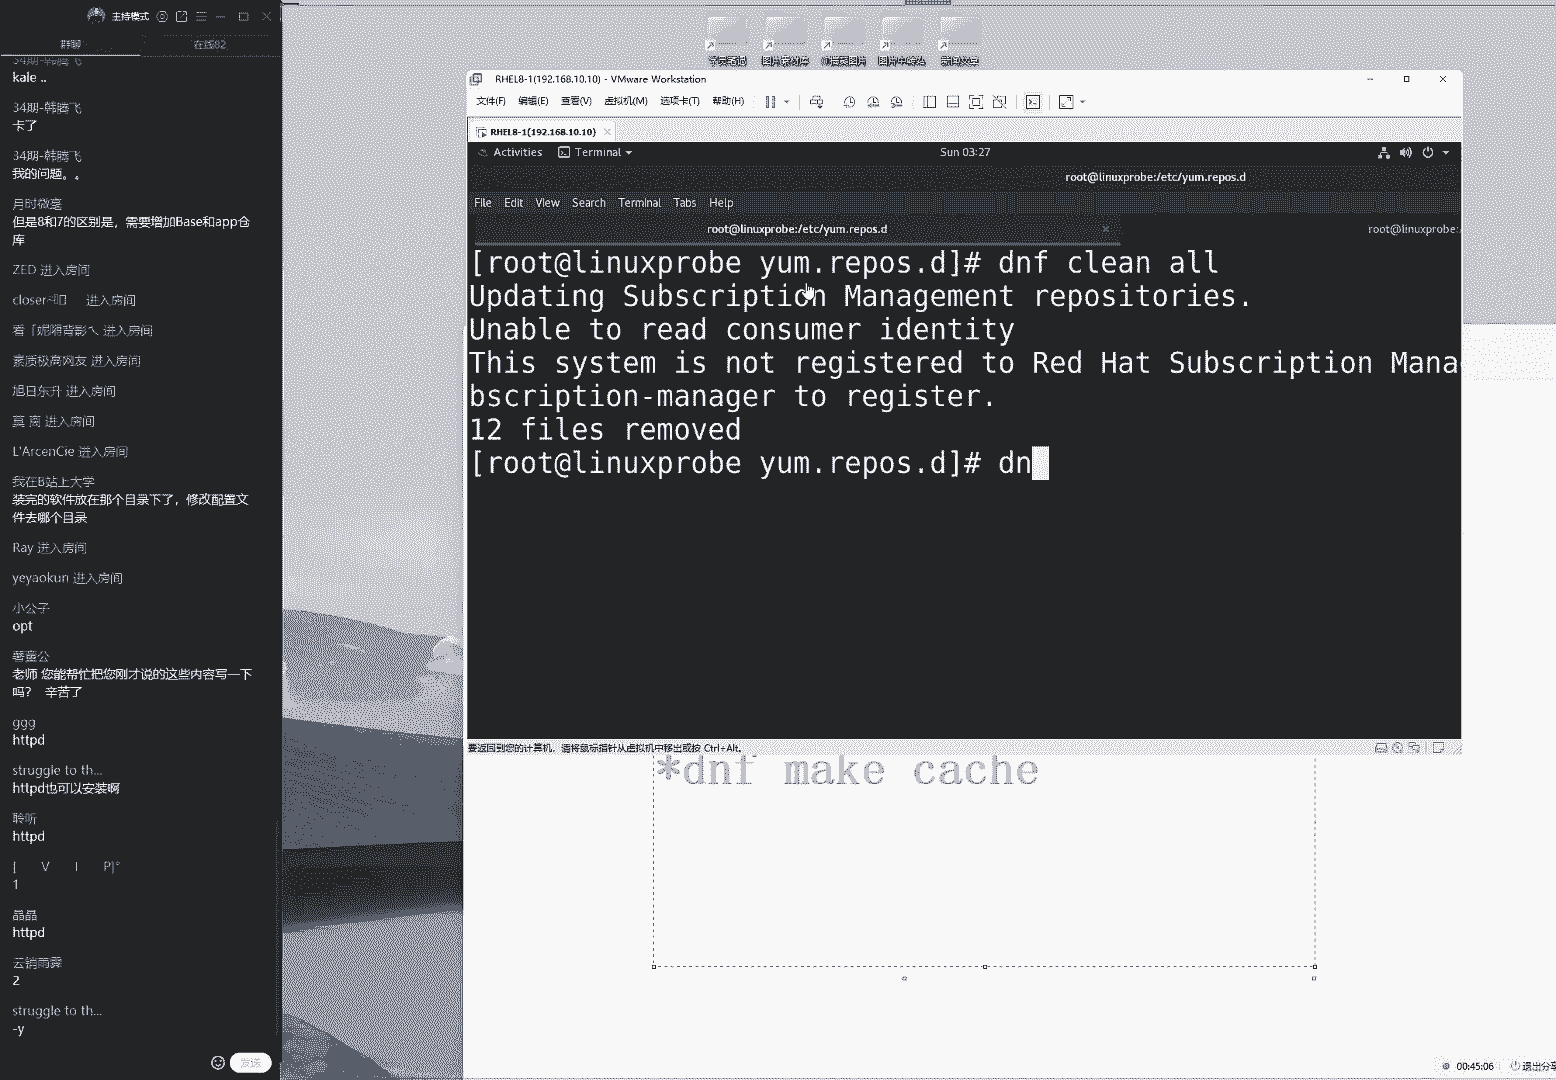 主持模式
群聊
在线82
34期-韩腾飞
kale ..
34期-韩腾飞
卡了
34期-韩腾飞
我的问题。。
但是8和7的区别是，需要增加Base和app仓
库
ZED 进入房间
进入房间
进入房间
素质极高网友 进入房间
旭日东升 进入房间
莫 离 进入房间
L'ArcenCie 进入房间
我在B站上大学
装完的软件放在那个目录下了，修改配置文
件去哪个目录
Ray 进入房间
yeyaokun 进入房间
小公子
opt
老师 您能帮忙把您刚才说的这些内容写一下
吗？ 辛苦了
ggg
httpd
struggle to th...
httpd也可以安装啊
聆听
httpd
[ V I P]°
1
晶晶
httpd
云销雨霁
2
struggle to th...
-y
发送
图片素材库
RHEL8-1(192.168.10.10) - VMware Workstation
文件(F) 编辑(E) 查看(V) 虚拟机(M) 选项卡(T) 帮助(H)
RHEL8-1(192.168.10.10)
Activities
Terminal
Sun 03:27
root@linuxprobe:/etc/yum.repos.d
File Edit View Search Terminal Tabs Help
root@linuxprobe:/etc/yum.repos.d
root@linuxprobe:
[root@linuxprobe yum.repos.d]# dnf clean all
Updating Subscription Management repositories.
Unable to read consumer identity
This system is not registered to Red Hat Subscription Mana
bscription-manager to register.
12 files removed
[root@linuxprobe yum.repos.d]# dn
要返回到您的计算机，请将鼠标指针从虚拟机中移出或按 Ctrl+Alt。
*dnf make cache
00:45:06
退出分享